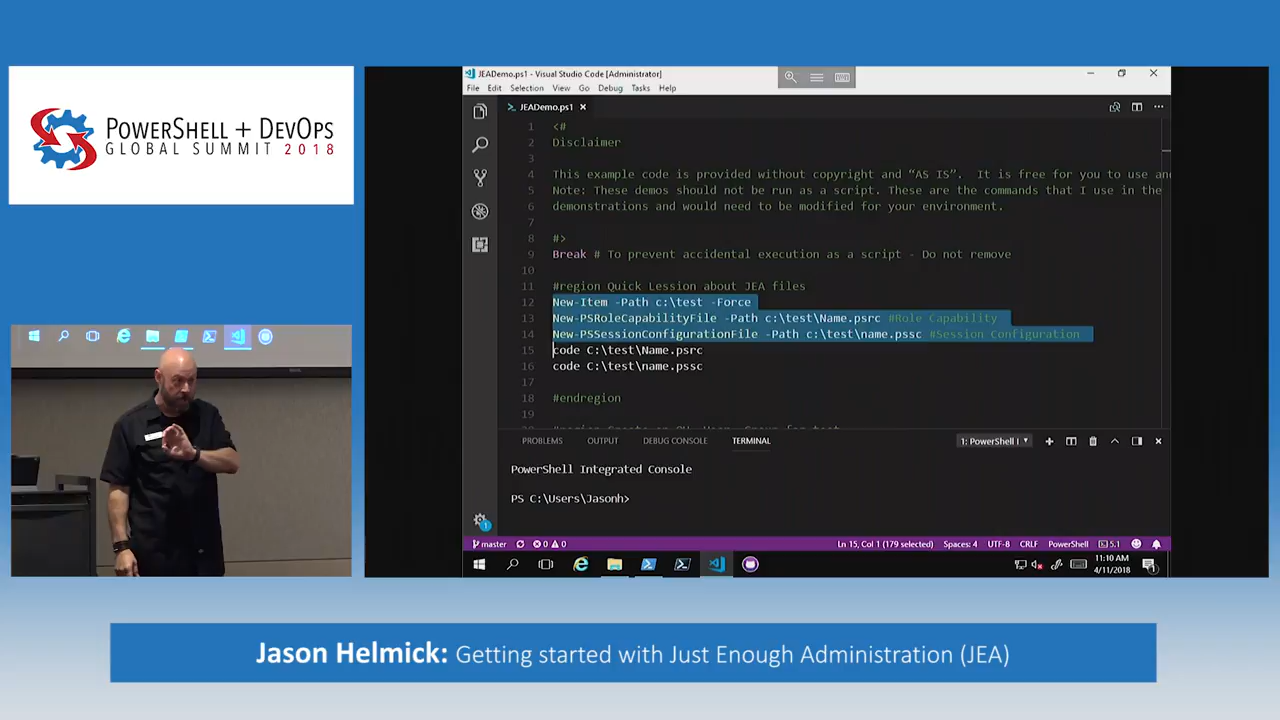 POWERSHELL + DEVOPS
GLOBAL SUMMIT 2018
JEADemo.ps1 - Visual Studio Code [Administrator]
File Edit Selection View Go Debug Tasks Help
JEADemo.ps1
1 <#
2 Disclaimer
3
4 This example code is provided without copyright and “AS IS”. It is free for you to use and
5 Note: These demos should not be run as a script. These are the commands that I use in the
6 demonstrations and would need to be modified for your environment.
7
8 #>
9 Break # To prevent accidental execution as a script - Do not remove
10
11 #region Quick Lession about JEA files
12 New-Item -Path c:\test -Force
13 New-PSRoleCapabilityFile -Path c:\test\Name.psrc #Role Capability
14 New-PSSessionConfigurationFile -Path c:\test\name.pssc #Session Configuration
15 code C:\test\Name.psrc
16 code C:\test\name.pssc
17
18 #endregion
19
PROBLEMS OUTPUT DEBUG CONSOLE TERMINAL 1: PowerShell I
PowerShell Integrated Console
PS C:\Users\Jasonh>
1
master 0 0 Ln 15, Col 1 (179 selected) Spaces: 4 UTF-8 CRLF PowerShell 5.1
11:10 AM
4/11/2018
Jason Helmick: Getting started with Just Enough Administration (JEA)